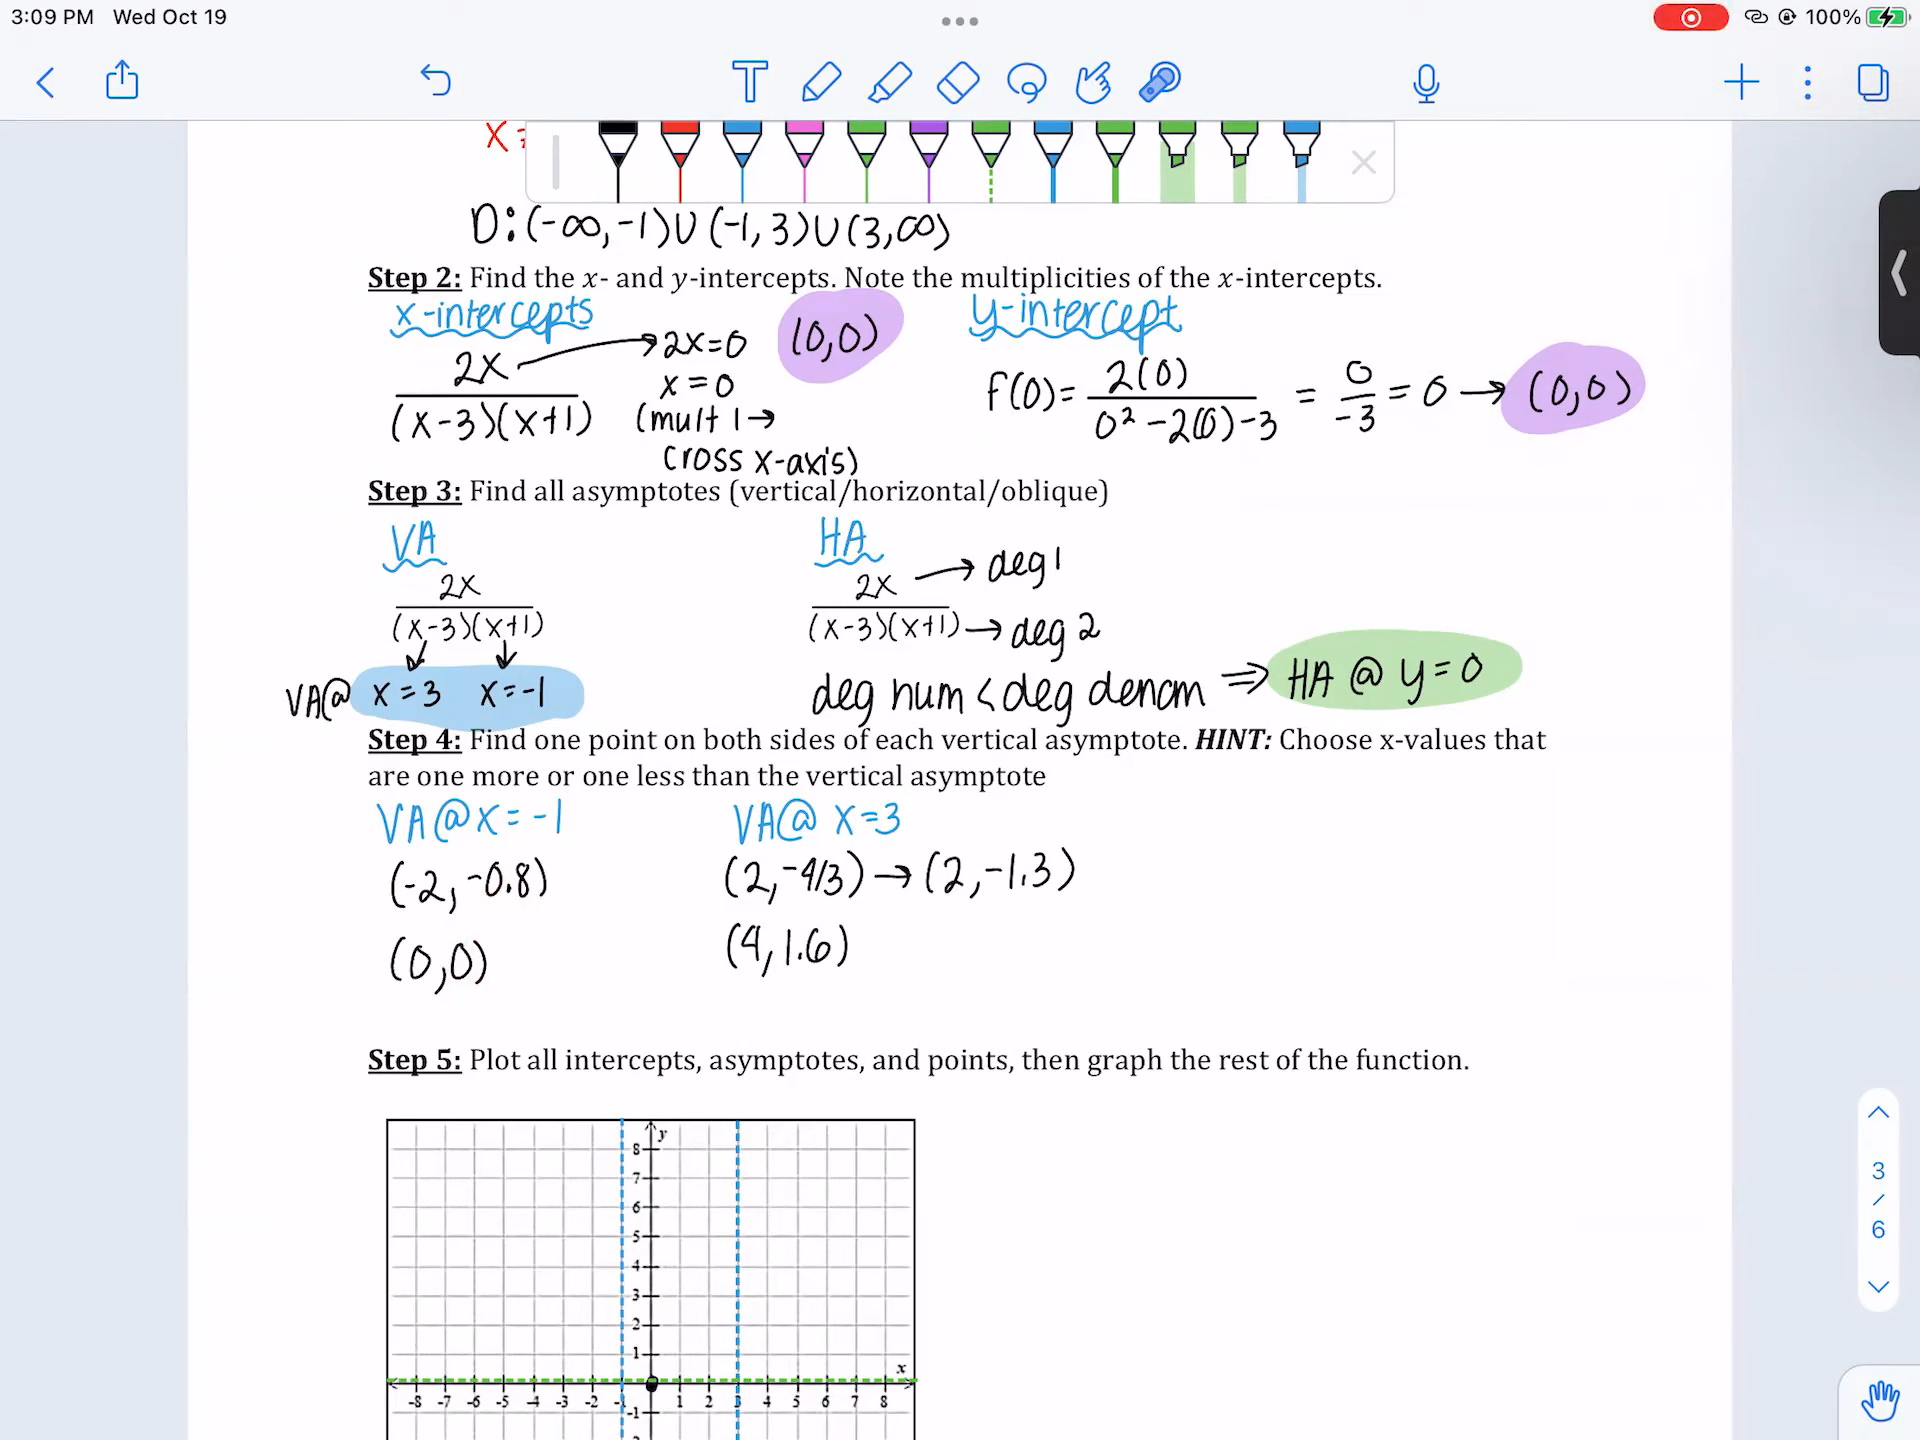 3:09 PM Wed Oct 19
100%
X=
D: (-∞, -1) ∪ (-1, 3) ∪ (3, ∞)
Step 2: Find the x- and y-intercepts. Note the multiplicities of the x-intercepts.
x-intercepts
2x → 2x=0 (0,0)
(x-3)(x+1)
x=0
(mult 1 →
cross x-axis)
y-intercept
f(0) = 2(0) / 0² -2(0) -3 = 0/-3 = 0 → (0,0)
Step 3: Find all asymptotes (vertical/horizontal/oblique)
VA
2x
(x-3)(x+1)
VA@ x=3 x=-1
HA
2x → deg 1
(x-3)(x+1) → deg 2
deg num < deg denom ⇒ HA @ y=0
Step 4: Find one point on both sides of each vertical asymptote. HINT: Choose x-values that
are one more or one less than the vertical asymptote
VA@x=-1
(-2, -0.8)
(0,0)
VA@ x=3
(2, -4/3) → (2, -1.3)
(4, 1.6)
Step 5: Plot all intercepts, asymptotes, and points, then graph the rest of the function.
y
8
7
6
5
4
3
2
1
x
-8 -7 -6 -5 -4 -3 -2 -1 1 2 3 4 5 6 7 8
-1
3
/
6